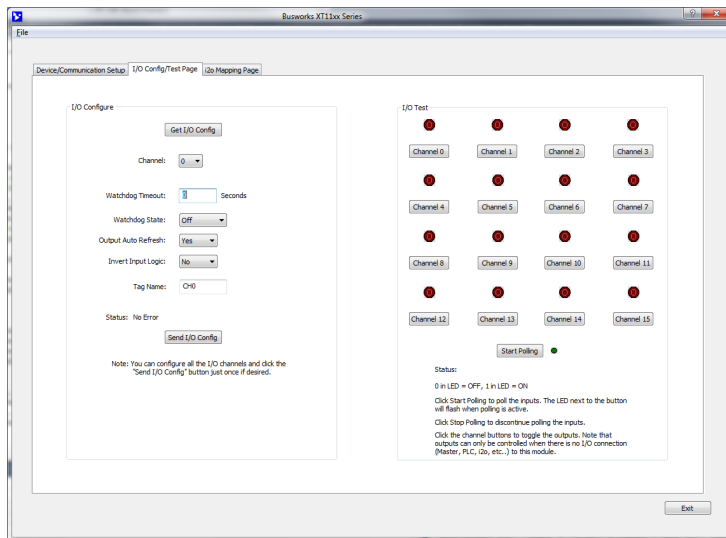 Busworks XT11xx Series
File
Device/Communication Setup I/O Config/Test Page i2o Mapping Page
I/O Configure
Get I/O Config
Channel: 0
Watchdog Timeout: 0 Seconds
Watchdog State: Off
Output Auto Refresh: Yes
Invert Input Logic: No
Tag Name: CH0
Status: No Error
Send I/O Config
Note: You can configure all the I/O channels and click the
"Send I/O Config" button just once if desired.
I/O Test
0 0 0 0
Channel 0 Channel 1 Channel 2 Channel 3
0 0 0 0
Channel 4 Channel 5 Channel 6 Channel 7
0 0 0 0
Channel 8 Channel 9 Channel 10 Channel 11
0 0 0 0
Channel 12 Channel 13 Channel 14 Channel 15
Start Polling
Status:
0 in LED = OFF, 1 in LED = ON
Click Start Polling to poll the inputs. The LED next to the button
will flash when polling is active.
Click Stop Polling to discontinue polling the inputs.
Click the channel buttons to toggle the outputs. Note that
outputs can only be controlled when there is no I/O connection
(Master, PLC, i2o, etc..) to this module.
Exit